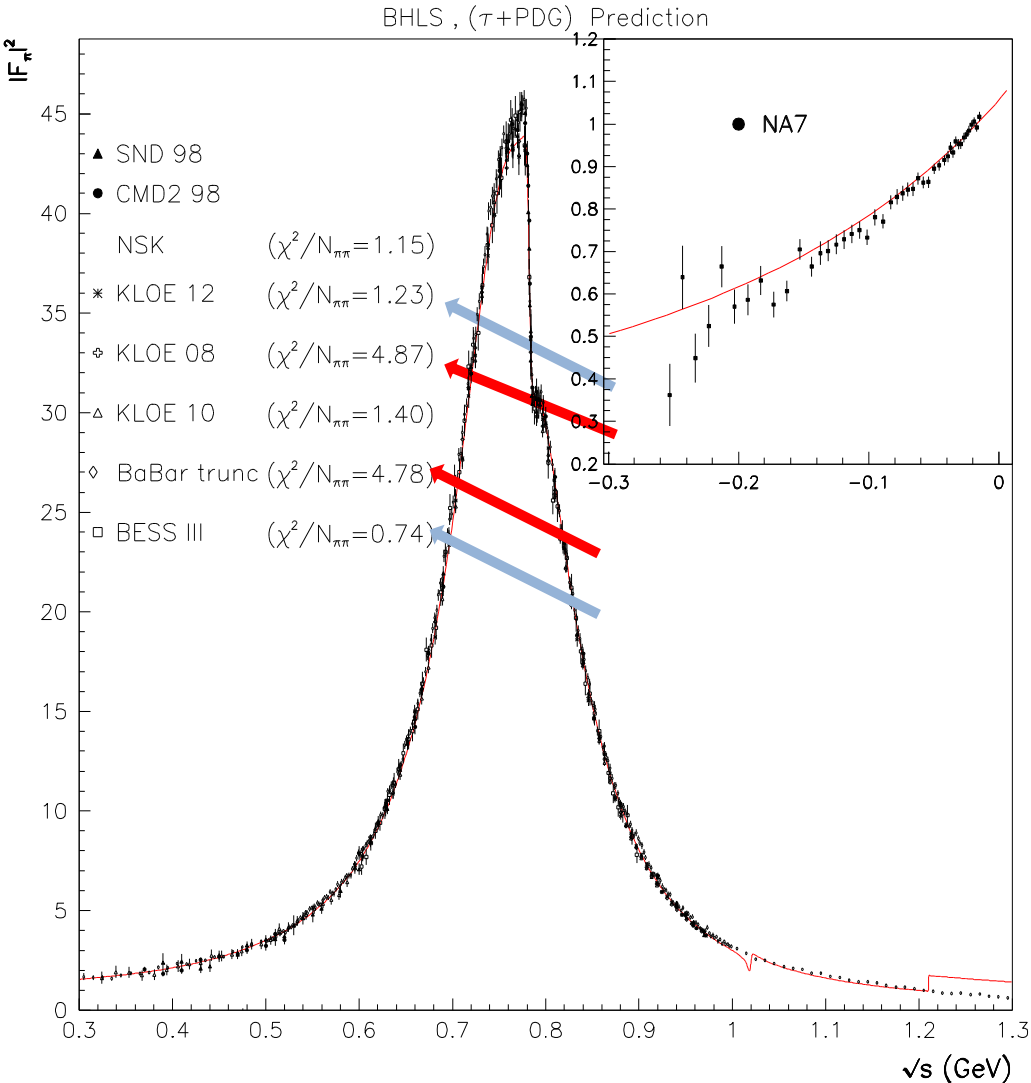 BHLS , (τ+PDG) Prediction
|Fπ|²
SND 98
CMD2 98
NSK (χ²/Nππ=1.15)
KLOE 12 (χ²/Nππ=1.23)
KLOE 08 (χ²/Nππ=4.87)
KLOE 10 (χ²/Nππ=1.40)
BaBar trunc (χ²/Nππ=4.78)
BESS III (χ²/Nππ=0.74)
45
40
35
30
25
20
15
10
5
0
0.3 0.4 0.5 0.6 0.7 0.8 0.9 1 1.1 1.2 1.3
√s (GeV)
NA7
1.2
1.1
1
0.9
0.8
0.7
0.6
0.5
0.4
0.3
0.2
−0.3 −0.2 −0.1 0